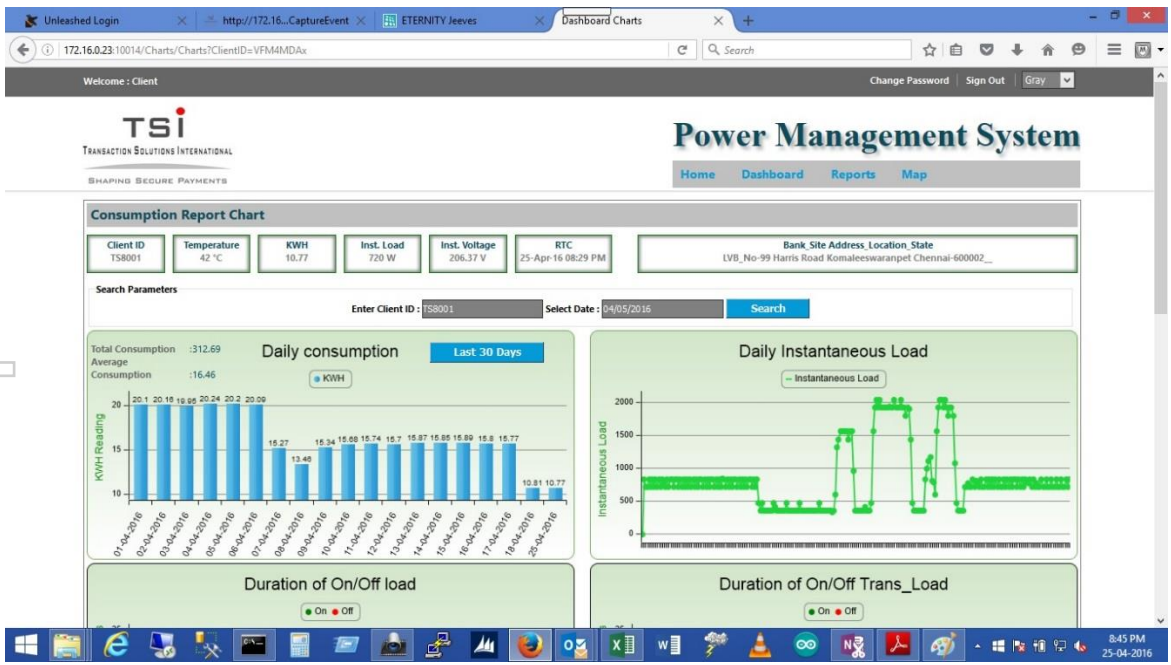 Unleashed Login
http://172.16...CaptureEvent
ETERNITY Jeeves
Dashboard Charts
172.16.0.23:10014/Charts/Charts?ClientID=VFM4MDAx
Search
Welcome : Client
Change Password | Sign Out | Gray
TSi
TRANSACTION SOLUTIONS INTERNATIONAL
SHAPING SECURE PAYMENTS
Power Management System
Home Dashboard Reports Map
Consumption Report Chart
Client ID
TS8001
Temperature
42 °C
KWH
10.77
Inst. Load
720 W
Inst. Voltage
206.37 V
RTC
25-Apr-16 08:29 PM
Bank_Site Address_Location_State
LVB_No-99 Harris Road Komaleeswaranpet Chennai-600002__
Search Parameters
Enter Client ID : TS8001 Select Date : 04/05/2016 Search
Total Consumption :312.69
Average
Consumption :16.46
Daily consumption
Last 30 Days
KWH
KWH Reading
20
15
10
20.1 20.16 19.95 20.24 20.2 20.09 15.27 13.46 15.34 15.68 15.74 15.7 15.87 15.85 15.89 15.8 15.77 10.81 10.77
01-04-2016
02-04-2016
03-04-2016
04-04-2016
05-04-2016
06-04-2016
07-04-2016
08-04-2016
09-04-2016
10-04-2016
11-04-2016
12-04-2016
13-04-2016
14-04-2016
15-04-2016
16-04-2016
17-04-2016
18-04-2016
25-04-2016
Daily Instantaneous Load
Instantaneous Load
Instantaneous Load
2000
1500
1000
500
0
Duration of On/Off load
On Off
Duration of On/Off Trans_Load
On Off
8:45 PM
25-04-2016